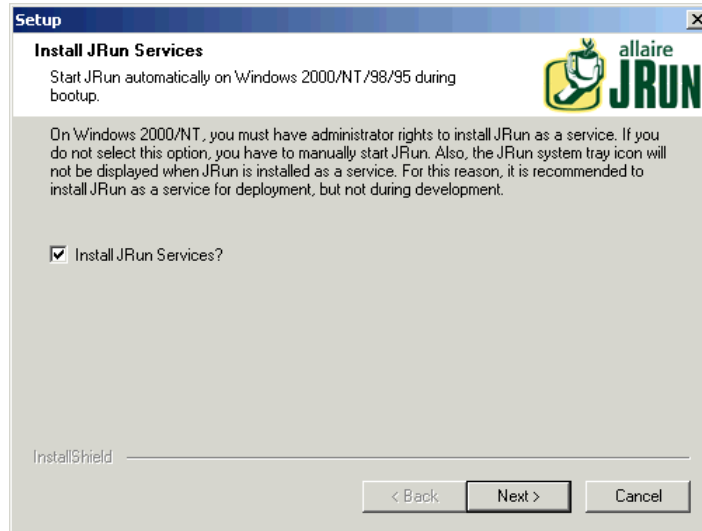 Setup
Install JRun Services
Start JRun automatically on Windows 2000/NT/98/95 during
bootup.
allaire
JRUN
On Windows 2000/NT, you must have administrator rights to install JRun as a service. If you
do not select this option, you have to manually start JRun. Also, the JRun system tray icon will
not be displayed when JRun is installed as a service. For this reason, it is recommended to
install JRun as a service for deployment, but not during development.
Install JRun Services?
InstallShield
< Back
Next >
Cancel